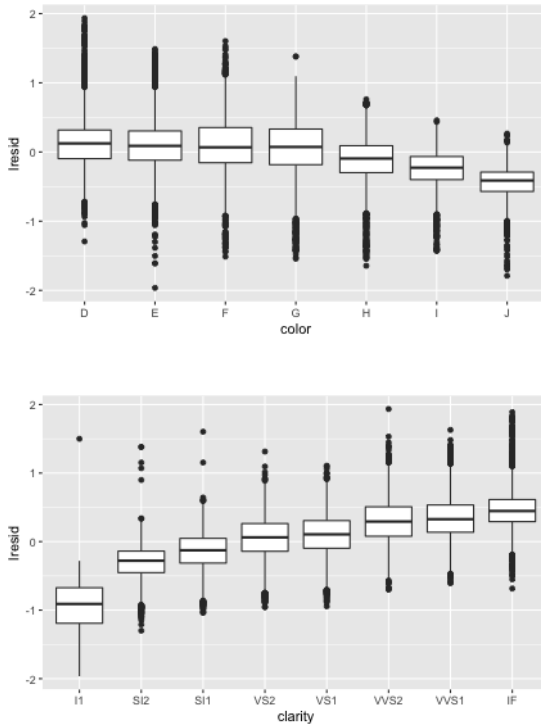 2
1
0
-1
-2
lresid
D E F G H I J
color
2
1
0
-1
-2
lresid
I1 SI2 SI1 VS2 VS1 VVS2 VVS1 IF
clarity